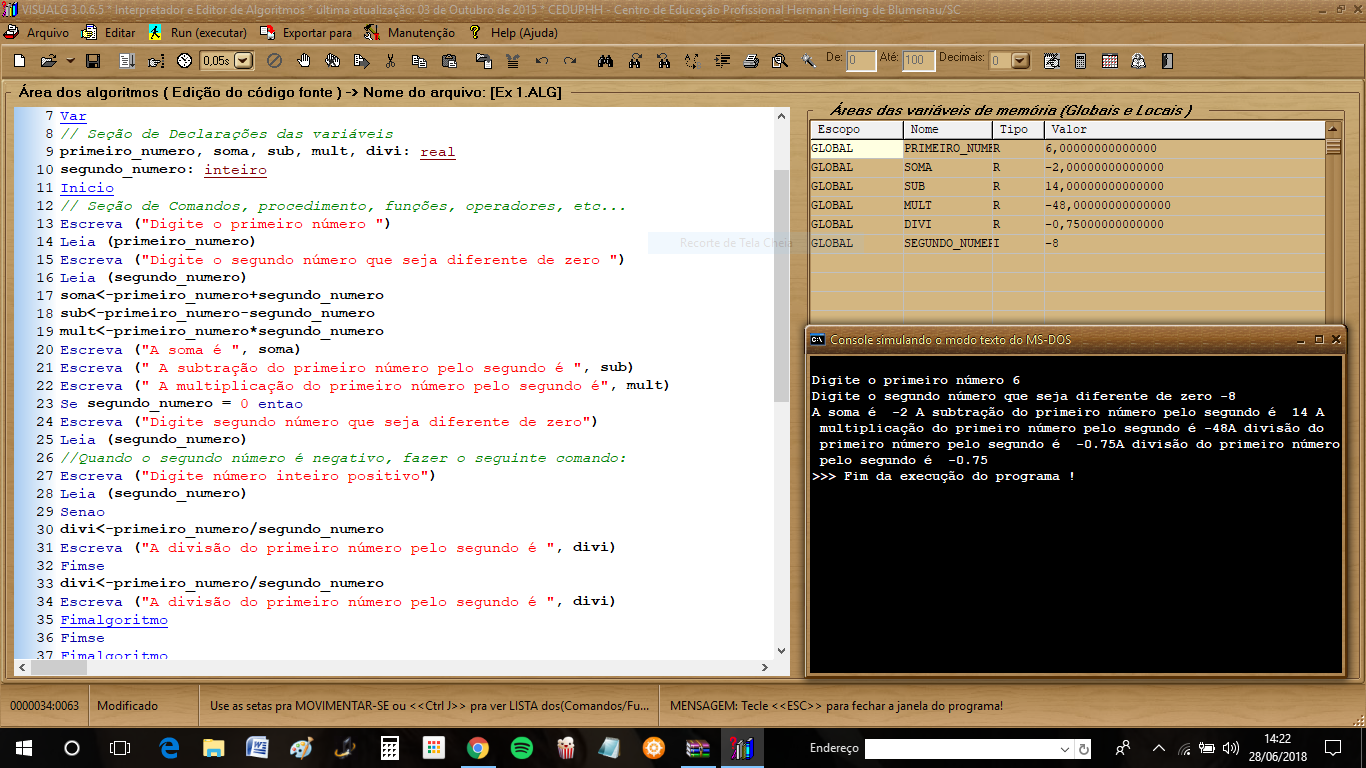 VISUALG 3.0.6.5 * Interpretador e Editor de Algoritmos * última atualização: 03 de Outubro de 2015 * CEDUPHH - Centro de Educação Profissional Herman Hering de Blumenau/SC
Arquivo Editar Run (executar) Exportar para Manutenção Help (Ajuda)
0,05s De: 0 Até: 100 Decimais: 0
Área dos algoritmos ( Edição do código fonte ) -> Nome do arquivo: [Ex 1.ALG]
7 Var
8 // Seção de Declarações das variáveis
9 primeiro_numero, soma, sub, mult, divi: real
10 segundo_numero: inteiro
11 Inicio
12 // Seção de Comandos, procedimento, funções, operadores, etc...
13 Escreva ("Digite o primeiro número ")
14 Leia (primeiro_numero)
15 Escreva ("Digite o segundo número que seja diferente de zero ")
16 Leia (segundo_numero)
17 soma<-primeiro_numero+segundo_numero
18 sub<-primeiro_numero-segundo_numero
19 mult<-primeiro_numero*segundo_numero
20 Escreva ("A soma é ", soma)
21 Escreva (" A subtração do primeiro número pelo segundo é ", sub)
22 Escreva (" A multiplicação do primeiro número pelo segundo é", mult)
23 Se segundo_numero = 0 entao
24 Escreva ("Digite segundo número que seja diferente de zero")
25 Leia (segundo_numero)
26 //Quando o segundo número é negativo, fazer o seguinte comando:
27 Escreva ("Digite número inteiro positivo")
28 Leia (segundo_numero)
29 Senao
30 divi<-primeiro_numero/segundo_numero
31 Escreva ("A divisão do primeiro número pelo segundo é ", divi)
32 Fimse
33 divi<-primeiro_numero/segundo_numero
34 Escreva ("A divisão do primeiro número pelo segundo é ", divi)
35 Fimalgoritmo
36 Fimse
37 Fimalgoritmo
Recorte de Tela Cheia
Áreas das variáveis de memória (Globais e Locais )
Escopo Nome Tipo Valor
GLOBAL PRIMEIRO_NUME R 6,00000000000000
GLOBAL SOMA R -2,00000000000000
GLOBAL SUB R 14,00000000000000
GLOBAL MULT R -48,00000000000000
GLOBAL DIVI R -0,75000000000000
GLOBAL SEGUNDO_NUMER I -8
Console simulando o modo texto do MS-DOS
Digite o primeiro número 6
Digite o segundo número que seja diferente de zero -8
A soma é  -2 A subtração do primeiro número pelo segundo é  14 A
multiplicação do primeiro número pelo segundo é -48A divisão do
primeiro número pelo segundo é  -0.75A divisão do primeiro número
pelo segundo é  -0.75
>>> Fim da execução do programa !
0000034:0063 Modificado Use as setas pra MOVIMENTAR-SE ou <<Ctrl J>> pra ver LISTA dos(Comandos/Fu... MENSAGEM: Tecle <<ESC>> para fechar a janela do programa!
Endereço
14:22
28/06/2018